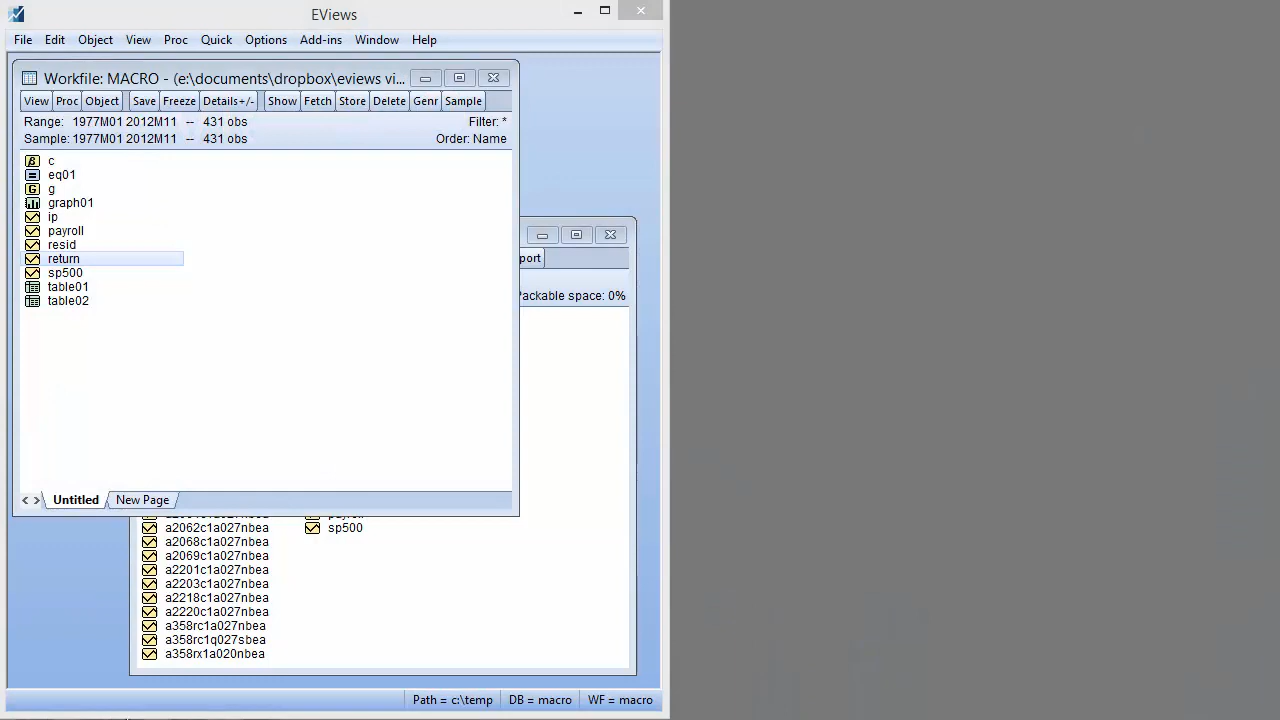 EViews
File Edit Object View Proc Quick Options Add-ins Window Help
Workfile: MACRO - (e:\documents\dropbox\eviews vi...
View Proc Object Save Freeze Details+/- Show Fetch Store Delete Genr Sample
Range: 1977M01 2012M11 -- 431 obs Filter: *
Sample: 1977M01 2012M11 -- 431 obs Order: Name
c
eq01
g
graph01
ip
payroll
resid
return
sp500
table01
table02
Untitled New Page
port
Packable space: 0%
a2062c1a027nbea sp500
a2068c1a027nbea
a2069c1a027nbea
a2201c1a027nbea
a2203c1a027nbea
a2218c1a027nbea
a2220c1a027nbea
a358rc1a027nbea
a358rc1q027sbea
a358rx1a020nbea
Path = c:\temp DB = macro WF = macro